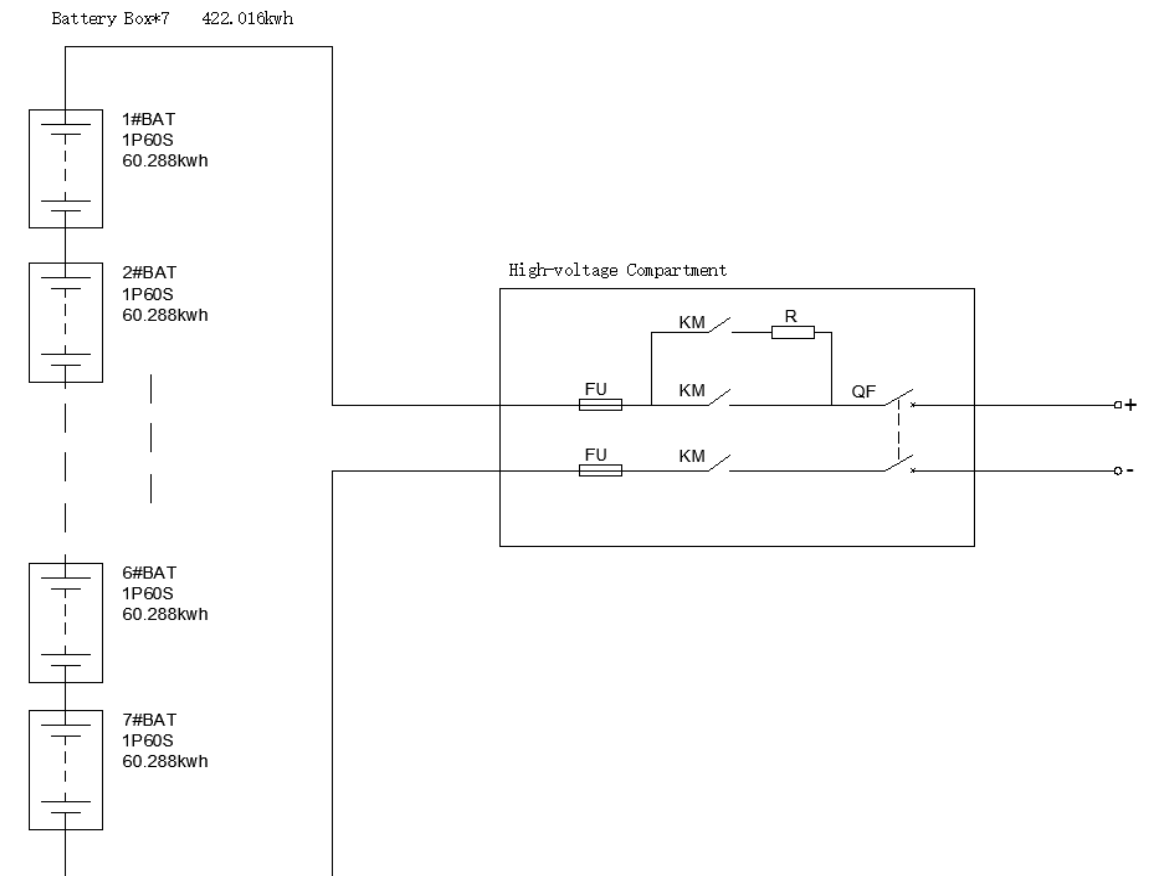 Battery Box*7 422.016kwh
1#BAT
1P60S
60.288kwh
2#BAT
1P60S
60.288kwh
High-voltage Compartment
KM
R
FU
KM
QF
+
FU
KM
-
6#BAT
1P60S
60.288kwh
7#BAT
1P60S
60.288kwh